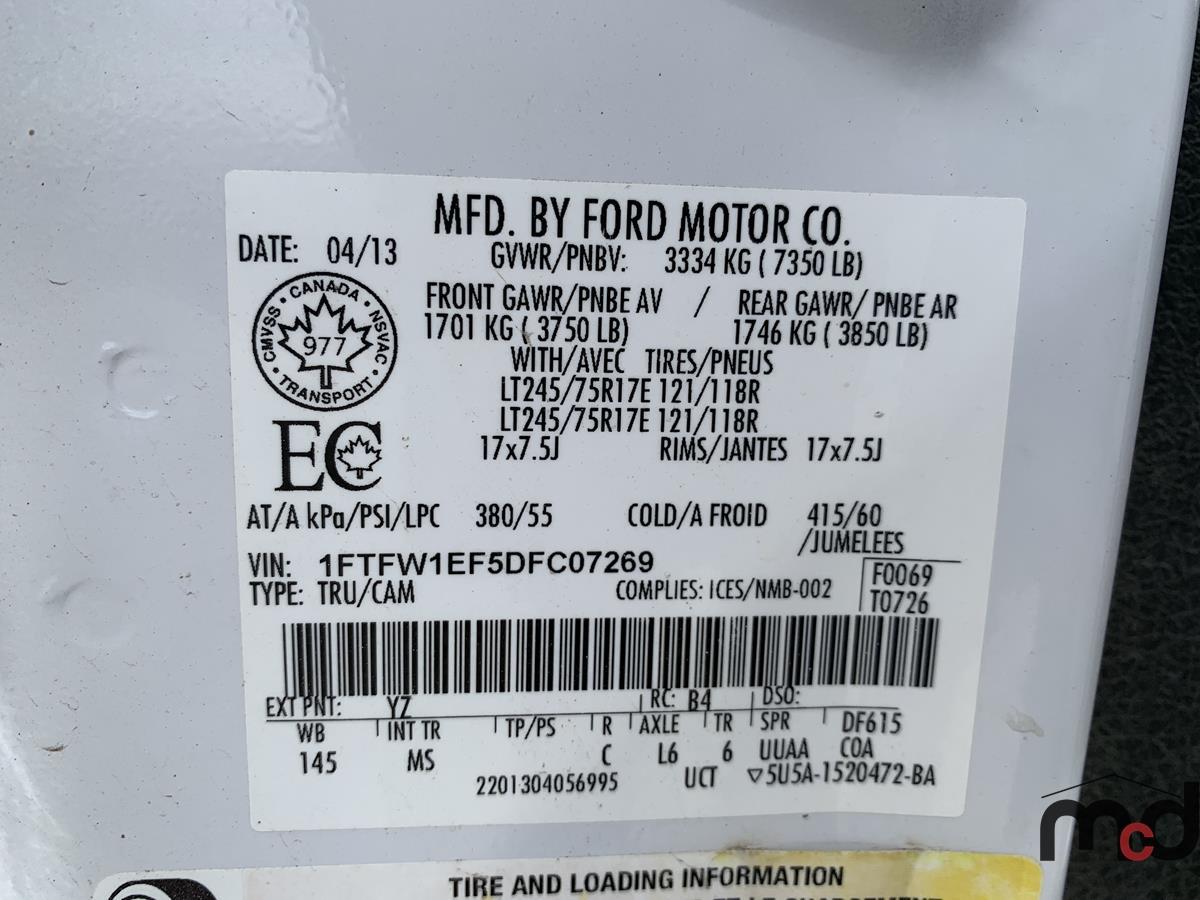 MFD. BY FORD MOTOR CO.
DATE: 04/13
GVWR/PNBV: 3334 KG ( 7350 LB)
FRONT GAWR/PNBE AV / REAR GAWR/ PNBE AR
1701 KG ( 3750 LB) 1746 KG ( 3850 LB)
CMVSS · CANADA · NSVAC · TRANSPORT ·
977
WITH/AVEC TIRES/PNEUS
LT245/75R17E 121/118R
LT245/75R17E 121/118R
EC
17x7.5J RIMS/JANTES 17x7.5J
AT/A kPa/PSI/LPC 380/55 COLD/A FROID 415/60
/JUMELEES
VIN: 1FTFW1EF5DFC07269
F0069
TYPE: TRU/CAM COMPLIES: ICES/NMB-002
T0726
EXT PNT: YZ RC: B4 DSO:
WB INT TR TP/PS R AXLE TR SPR DF615
145 MS C L6 6 UUAA COA
2201304056995 UCT ▽5U5A-1520472-BA
mcd
TIRE AND LOADING INFORMATION